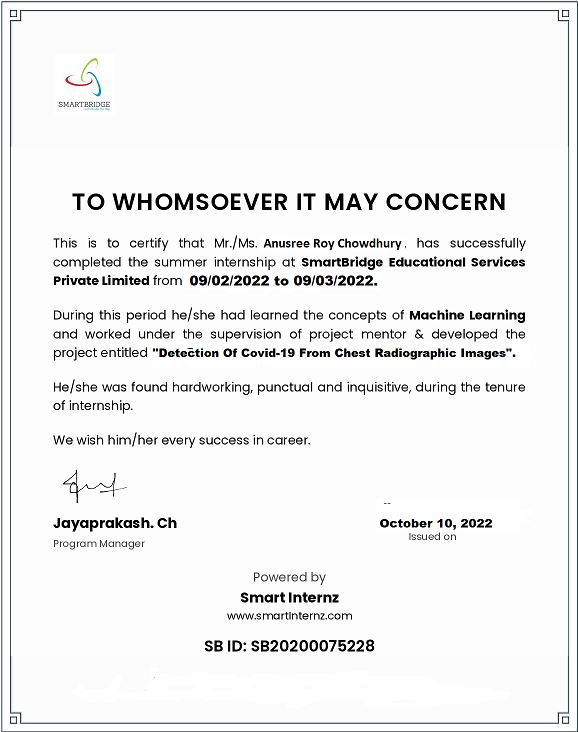 SMARTBRIDGE
TO WHOMSOEVER IT MAY CONCERN
This is to certify that Mr./Ms. Anusree Roy Chowdhury. has successfully
completed the summer internship at SmartBridge Educational Services
Private Limited from 09/02/2022 to 09/03/2022.
During this period he/she had learned the concepts of Machine Learning
and worked under the supervision of project mentor & developed the
project entitled "Detection Of Covid-19 From Chest Radiographic Images".
He/she was found hardworking, punctual and inquisitive, during the tenure
of internship.
We wish him/her every success in career.
Jayaprakash. Ch
Program Manager
October 10, 2022
Issued on
Powered by
Smart Internz
www.smartinternz.com
SB ID: SB20200075228